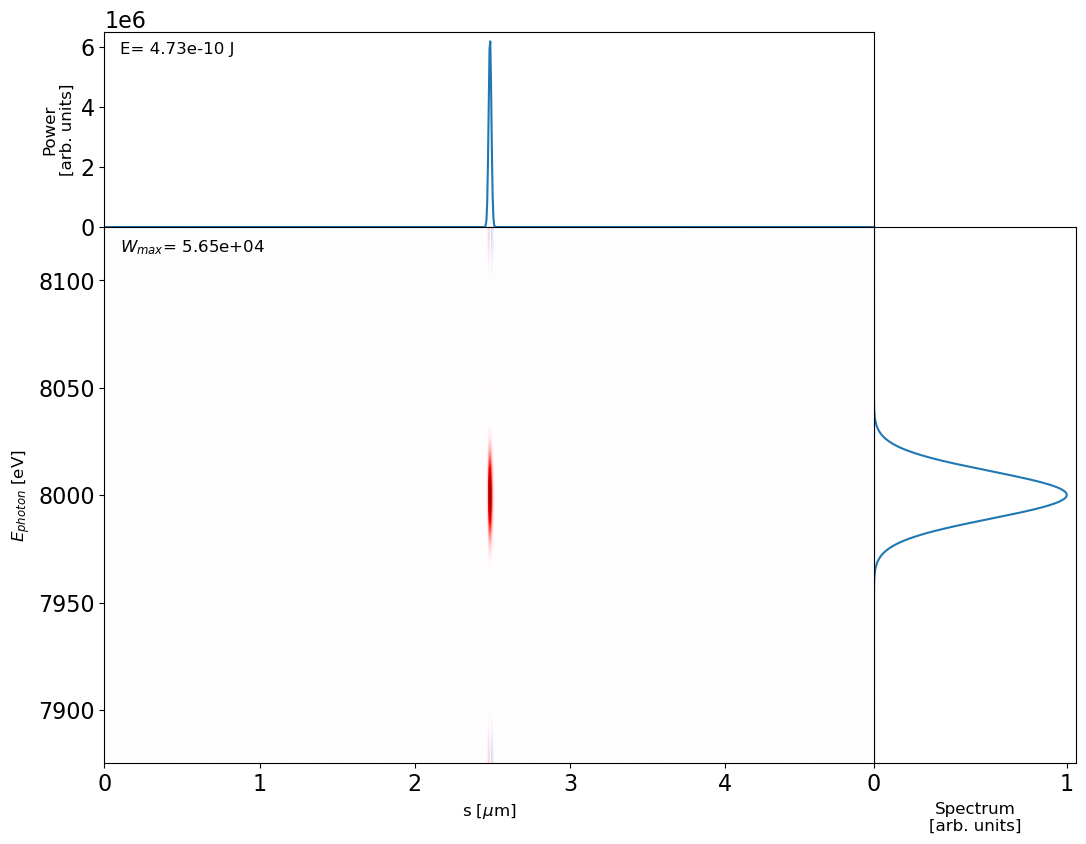 1e6
E= 4.73e-10 J
6
4
2
0
Power
[arb. units]
W_max= 5.65e+04
8100
8050
8000
7950
7900
E_photon [eV]
0 1 2 3 4
s [μm]
0 1
Spectrum
[arb. units]